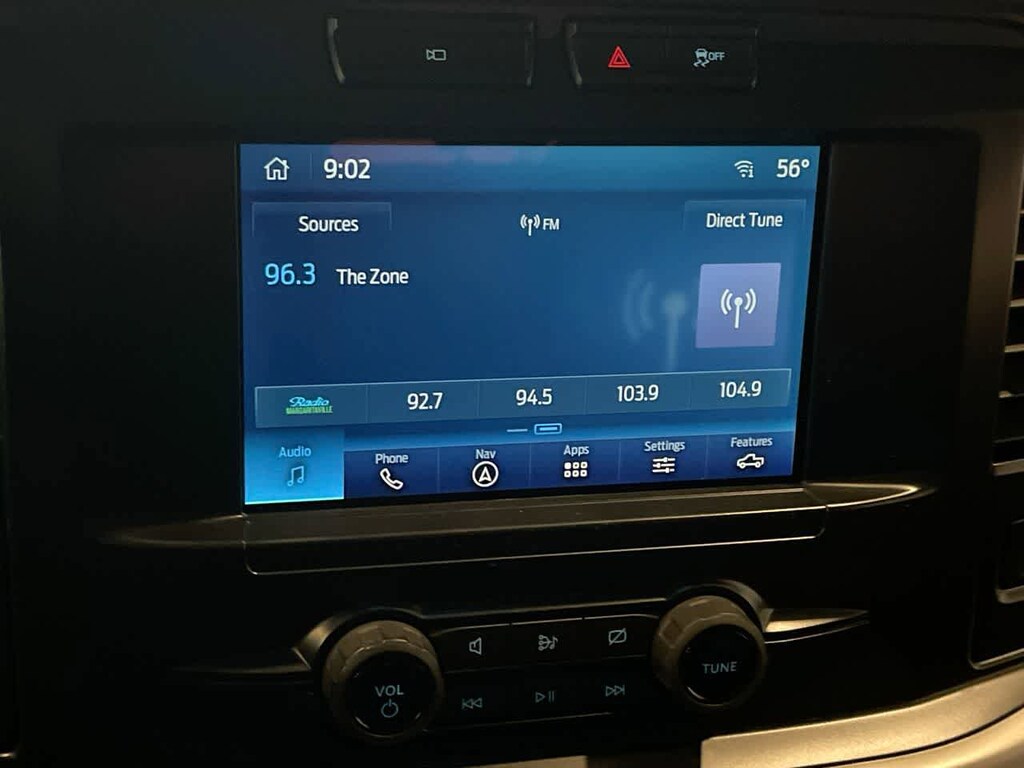 OFF
9:02
56°
Sources
FM
Direct Tune
96.3 The Zone
Radio
MARGARITAVILLE
92.7
94.5
103.9
104.9
Audio
Phone
Nav
Apps
Settings
Features
VOL
TUNE